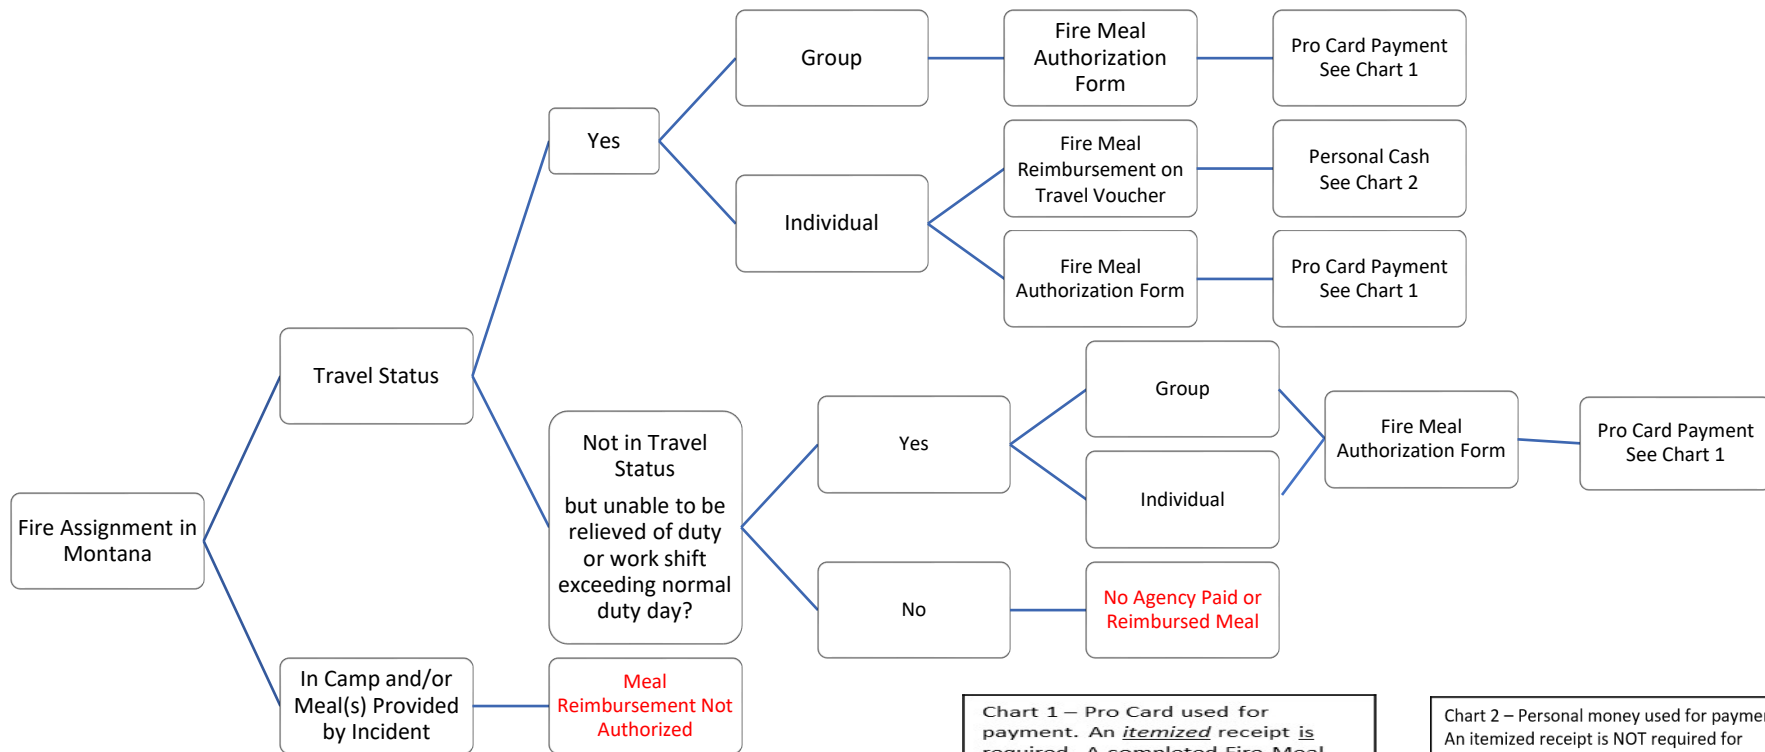 Group
Fire Meal
Authorization
Form
Pro Card Payment
See Chart 1
Yes
Fire Meal
Reimbursement on
Travel Voucher
Personal Cash
See Chart 2
Individual
Fire Meal
Authorization Form
Pro Card Payment
See Chart 1
Travel Status
Group
Not in Travel
Status
but unable to be
relieved of duty
or work shift
exceeding normal
duty day?
Yes
Fire Meal
Authorization Form
Pro Card Payment
See Chart 1
Individual
Fire Assignment in
Montana
No
No Agency Paid or
Reimbursed Meal
In Camp and/or
Meal(s) Provided
by Incident
Meal
Reimbursement Not
Authorized
Chart 1 – Pro Card used for
payment. An itemized receipt is
required. A completed Fire Meal
Chart 2 – Personal money used for payme
An itemized receipt is NOT required for